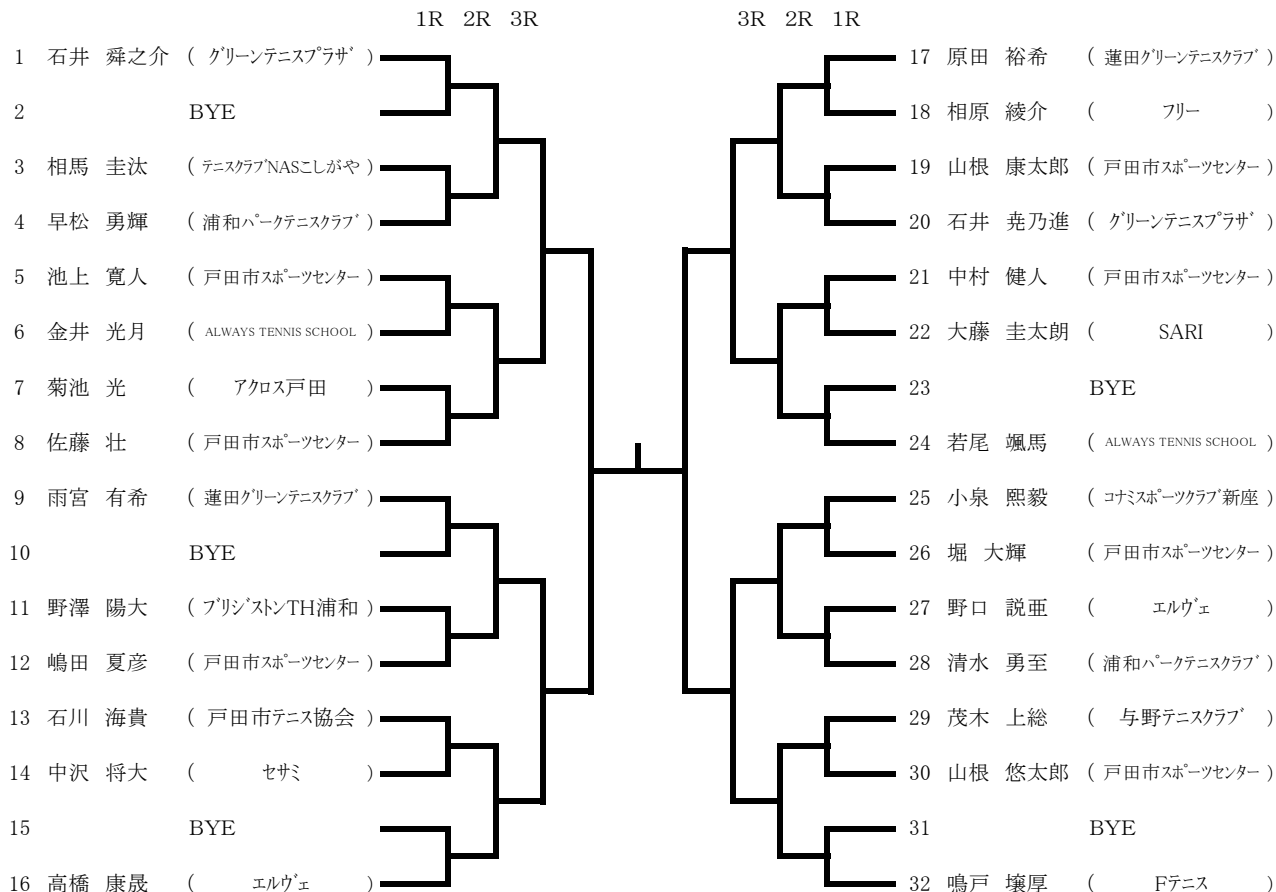 1R 2R 3R
1 石井 舜之介 ( グリーンテニスプラザ )
2 BYE
3 相馬 圭汰 ( テニスクラブNASこしがや )
4 早松 勇輝 ( 浦和パークテニスクラブ )
5 池上 寛人 ( 戸田市スポーツセンター )
6 金井 光月 ( ALWAYS TENNIS SCHOOL )
7 菊池 光 ( アクロス戸田 )
8 佐藤 壮 ( 戸田市スポーツセンター )
9 雨宮 有希 ( 蓮田グリーンテニスクラブ )
10 BYE
11 野澤 陽大 ( ブリジストンTH浦和 )
12 嶋田 夏彦 ( 戸田市スポーツセンター )
13 石川 海貴 ( 戸田市テニス協会 )
14 中沢 将大 ( セサミ )
15 BYE
16 高橋 康晟 ( エルヴェ )
3R 2R 1R
17 原田 裕希 ( 蓮田グリーンテニスクラブ )
18 相原 綾介 ( フリー )
19 山根 康太郎 ( 戸田市スポーツセンター )
20 石井 尭乃進 ( グリーンテニスプラザ )
21 中村 健人 ( 戸田市スポーツセンター )
22 大藤 圭太朗 ( SARI )
23 BYE
24 若尾 颯馬 ( ALWAYS TENNIS SCHOOL )
25 小泉 熙毅 ( コナミスポーツクラブ新座 )
26 堀 大輝 ( 戸田市スポーツセンター )
27 野口 説亜 ( エルヴェ )
28 清水 勇至 ( 浦和パークテニスクラブ )
29 茂木 上総 ( 与野テニスクラブ )
30 山根 悠太郎 ( 戸田市スポーツセンター )
31 BYE
32 鳴戸 壌厚 ( Fテニス )